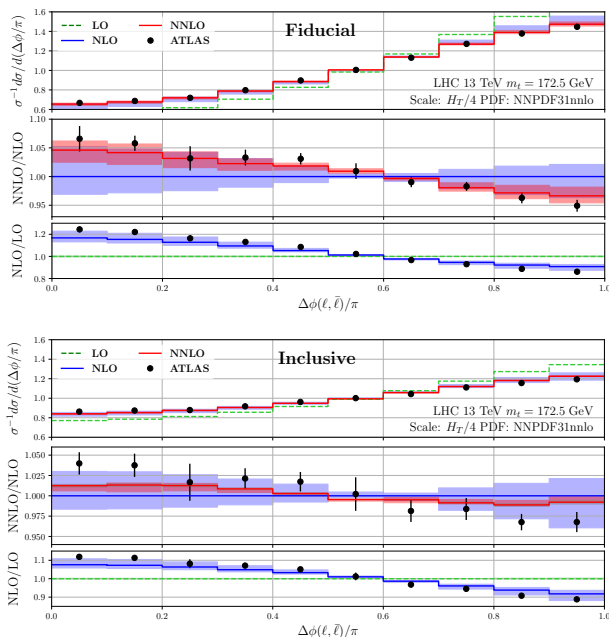 Fiducial
LO
NLO
NNLO
ATLAS
LHC 13 TeV m_t = 172.5 GeV
Scale: H_T/4 PDF: NNPDF31nnlo
σ⁻¹dσ/d(Δφ/π)
1.6
1.4
1.2
1.0
0.8
0.6
NNLO/NLO
1.10
1.05
1.00
0.95
NLO/LO
1.2
1.0
0.8
0.0 0.2 0.4 0.6 0.8 1.0
Δφ(ℓ, ℓ̄)/π
Inclusive
LO
NLO
NNLO
ATLAS
LHC 13 TeV m_t = 172.5 GeV
Scale: H_T/4 PDF: NNPDF31nnlo
σ⁻¹dσ/d(Δφ/π)
1.6
1.4
1.2
1.0
0.8
0.6
NNLO/NLO
1.050
1.025
1.000
0.975
0.950
NLO/LO
1.1
1.0
0.9
0.0 0.2 0.4 0.6 0.8 1.0
Δφ(ℓ, ℓ̄)/π